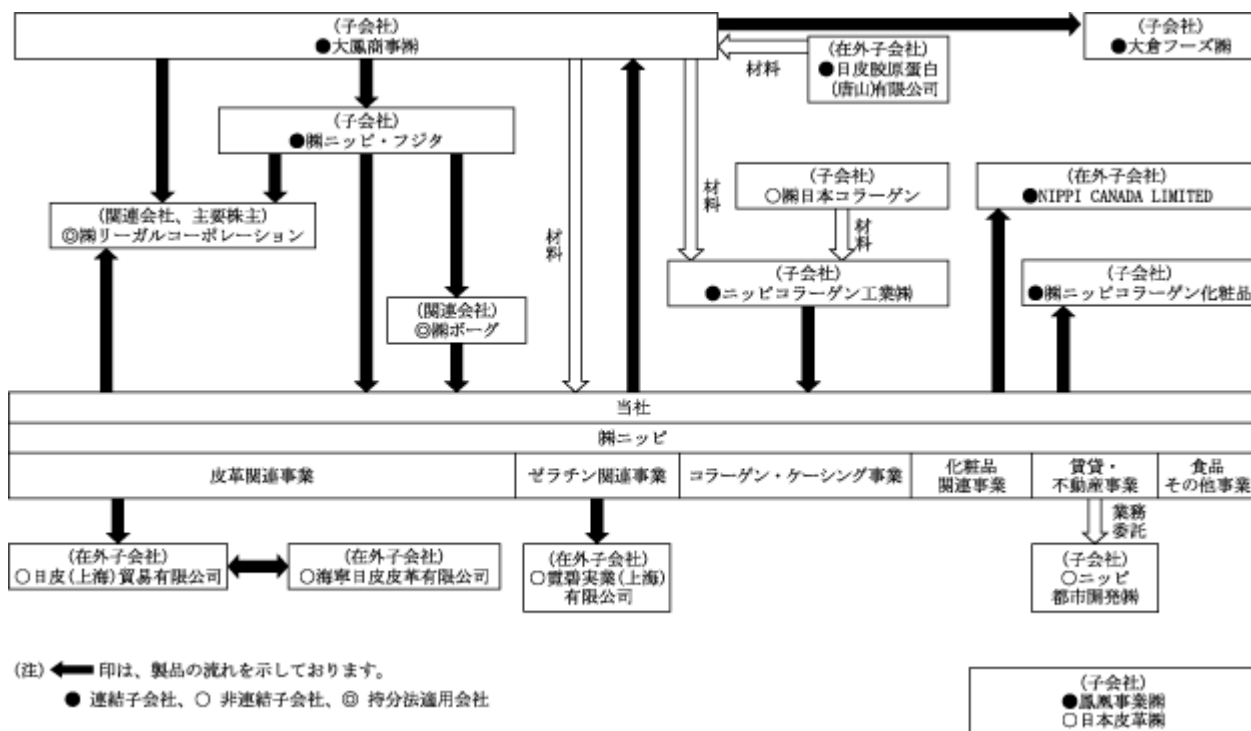 (子会社)
●大鳳商事㈱
(子会社)
●大倉フーズ㈱
(在外子会社)
●日皮胶原蛋白
(唐山)有限公司
材料
(子会社)
●㈱ニッピ・フジタ
(子会社)
○㈱日本コラーゲン
(在外子会社)
●NIPPI CANADA LIMITED
(関連会社、主要株主)
◎㈱リーガルコーポレーション
材料
材料
材料
(子会社)
●ニッピコラーゲン工業㈱
(子会社)
●㈱ニッピコラーゲン化粧品
(関連会社)
◎㈱ボーグ
当社
㈱ニッピ
皮革関連事業
ゼラチン関連事業
コラーゲン・ケーシング事業
化粧品
関連事業
賃貸・
不動産事業
食品
その他事業
業務
委託
(在外子会社)
○日皮(上海)貿易有限公司
(在外子会社)
○海寧日皮皮革有限公司
(在外子会社)
○霓碧実業(上海)
有限公司
(子会社)
○ニッピ
都市開発㈱
(注) 印は、製品の流れを示しております。
● 連結子会社、○ 非連結子会社、◎ 持分法適用会社
(子会社)
●鳳凰事業㈱
○日本皮革㈱